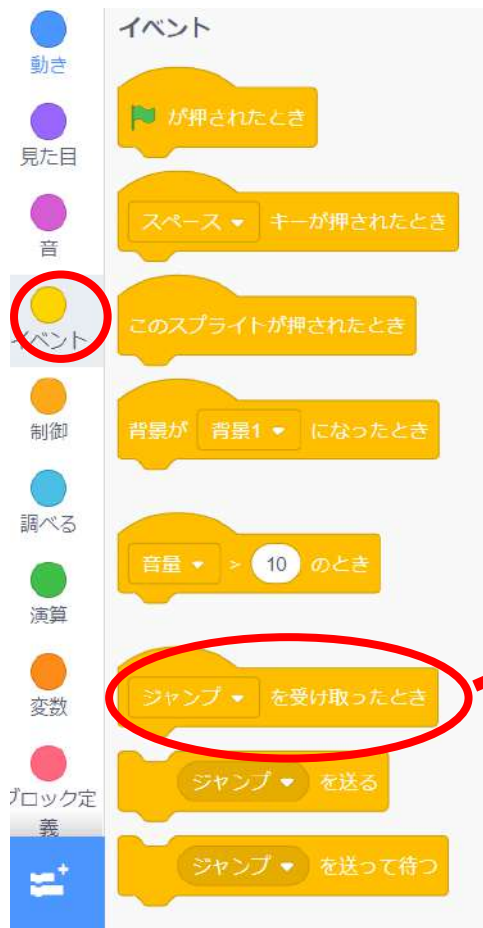 動き
見た目
音
イベント
制御
調べる
演算
変数
ブロック定
義
イベント
が押されたとき
スペース キーが押されたとき
このスプライトが押されたとき
背景が 背景1 になったとき
音量 > 10 のとき
ジャンプ を受け取ったとき
ジャンプ を送る
ジャンプ を送って待つ